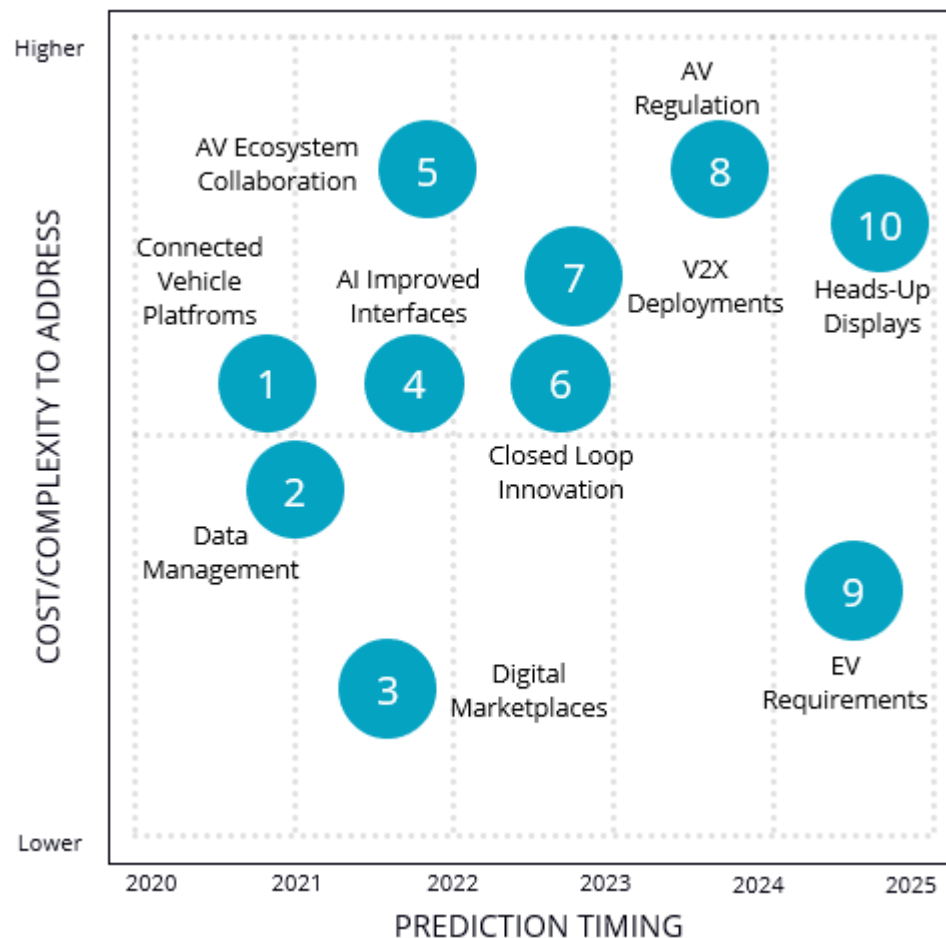 Higher
AV
Regulation
AV Ecosystem
Collaboration
5
8
10
Connected
Vehicle
Platfroms
AI Improved
Interfaces
7
V2X
Deployments
Heads-Up
Displays
1
4
6
Closed Loop
Innovation
2
Data
Management
9
3
Digital
Marketplaces
EV
Requirements
Lower
COST/COMPLEXITY TO ADDRESS
2020
2021
2022
2023
2024
2025
PREDICTION TIMING